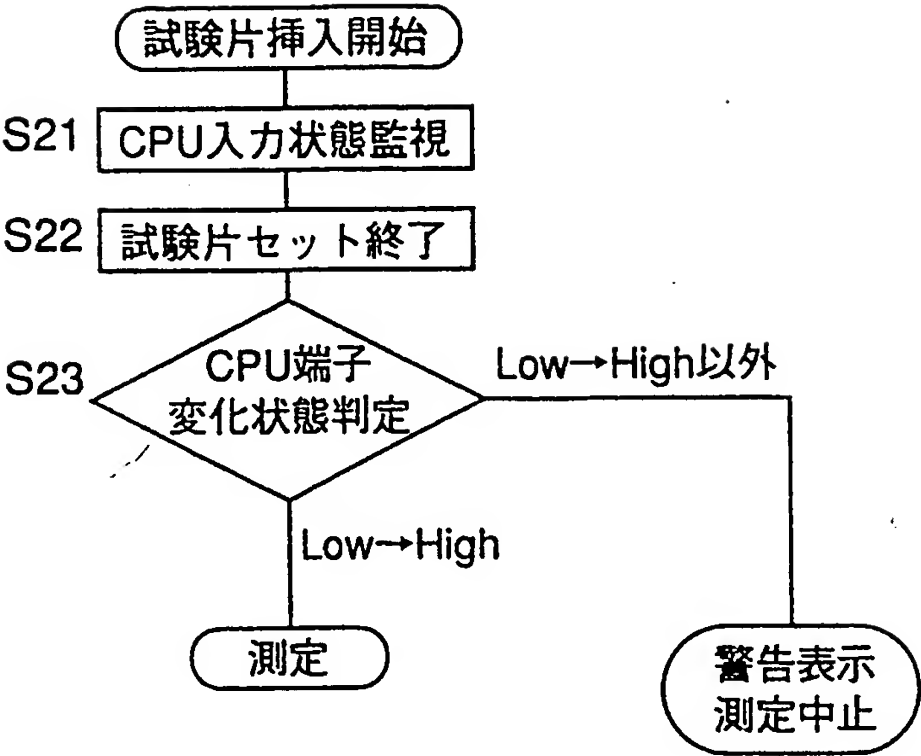 試験片挿入開始
S21
CPU入力状態監視
S22
試験片セット終了
S23
CPU端子
変化状態判定
Low→High以外
Low→High
測定
警告表示
測定中止